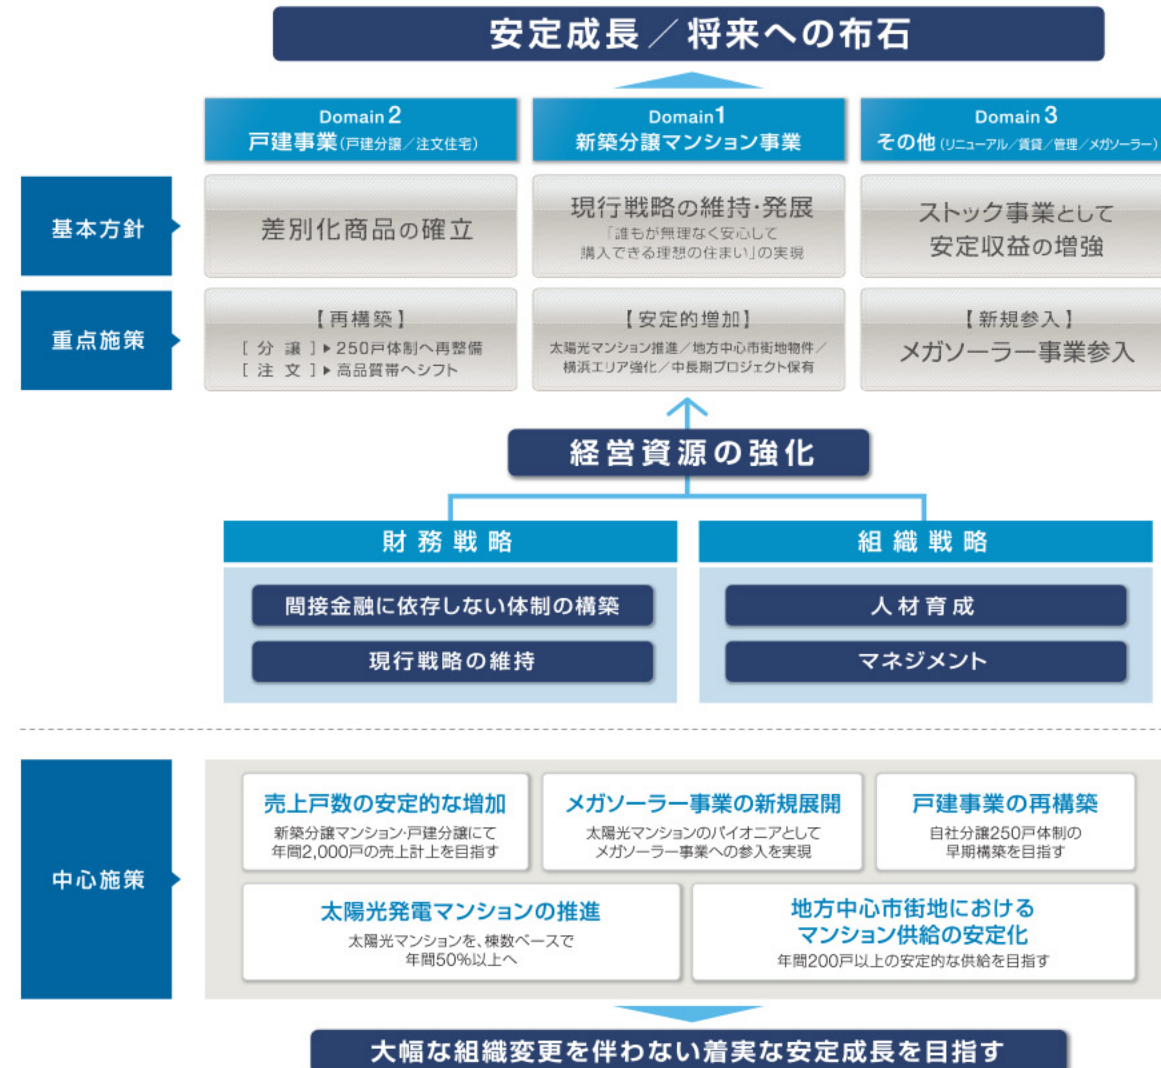 安定成長／将来への布石
Domain 2
戸建事業(戸建分譲／注文住宅)
Domain1
新築分譲マンション事業
Domain 3
その他(リニューアル／賃貸／管理／メガソーラー)
基本方針
差別化商品の確立
現行戦略の維持・発展
「誰もが無理なく安心して
購入できる理想の住まい」の実現
ストック事業として
安定収益の増強
重点施策
【再構築】
[ 分 譲 ]▶250戸体制へ再整備
[ 注 文 ]▶高品質帯へシフト
【安定的増加】
太陽光マンション推進／地方中心市街地物件／
横浜エリア強化／中長期プロジェクト保有
【新規参入】
メガソーラー事業参入
経営資源の強化
財務戦略
間接金融に依存しない体制の構築
現行戦略の維持
組織戦略
人材育成
マネジメント
中心施策
売上戸数の安定的な増加
新築分譲マンション・戸建分譲にて
年間2,000戸の売上計上を目指す
メガソーラー事業の新規展開
太陽光マンションのパイオニアとして
メガソーラー事業への参入を実現
戸建事業の再構築
自社分譲250戸体制の
早期構築を目指す
太陽光発電マンションの推進
太陽光マンションを、棟数ベースで
年間50%以上へ
地方中心市街地における
マンション供給の安定化
年間200戸以上の安定的な供給を目指す
大幅な組織変更を伴わない着実な安定成長を目指す